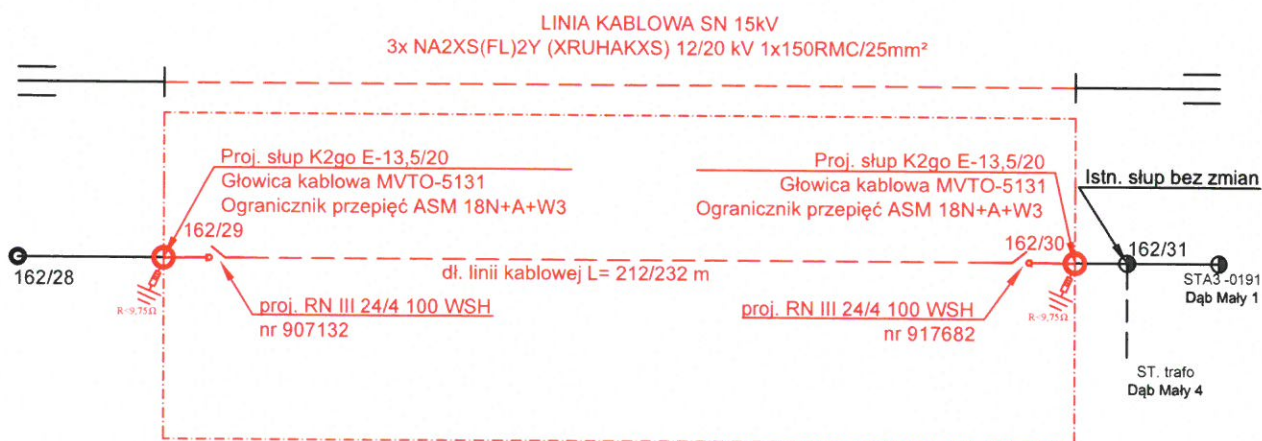 LINIA KABLOWA SN 15kV
3x NA2XS(FL)2Y (XRUHAKXS) 12/20 kV 1x150RMC/25mm²
Proj. słup K2go E-13,5/20
Głowica kablowa MVTO-5131
Ogranicznik przepięć ASM 18N+A+W3
Proj. słup K2go E-13,5/20
Głowica kablowa MVTO-5131
Ogranicznik przepięć ASM 18N+A+W3
Istn. słup bez zmian
162/28
162/29
dł. linii kablowej L= 212/232 m
162/30
162/31
STA3 -0191
Dąb Mały 1
R<9,75Ω
proj. RN III 24/4 100 WSH
nr 907132
proj. RN III 24/4 100 WSH
nr 917682
R<9,75Ω
ST. trafo
Dąb Mały 4